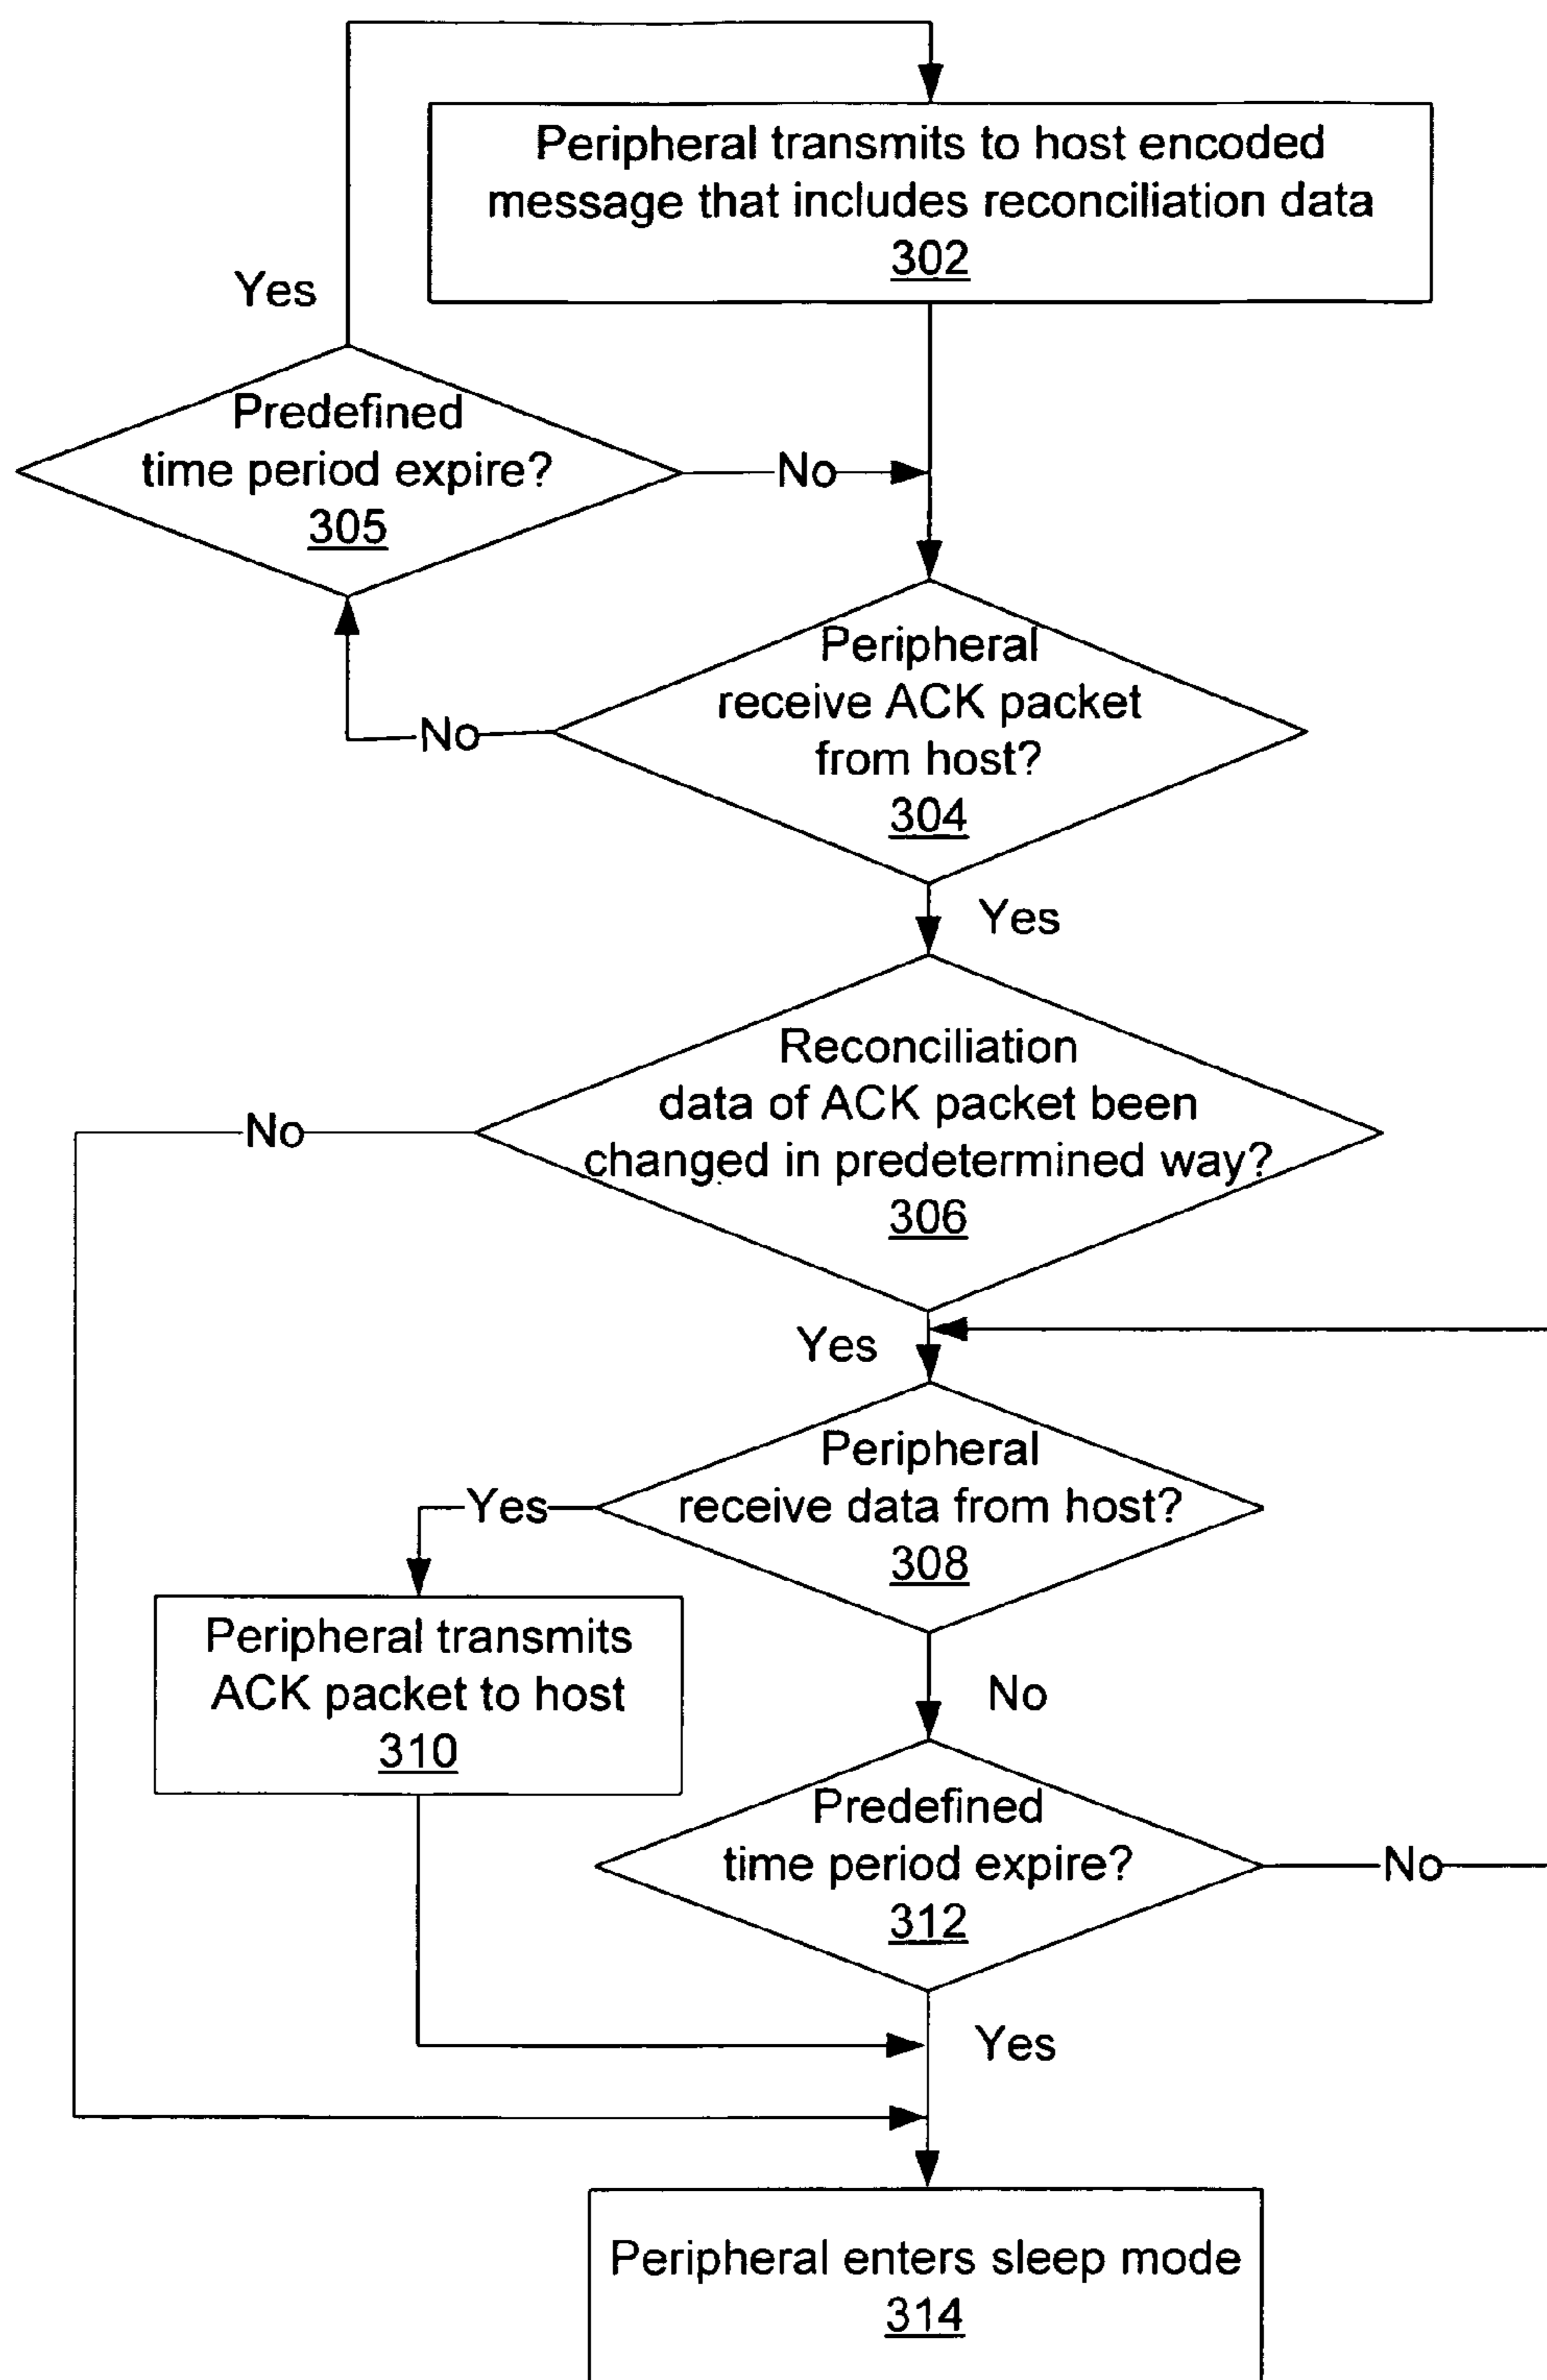 Peripheral transmits to host encoded
message that includes reconciliation data
302
Yes
Predefined
time period expire?
305
No
Peripheral
receive ACK packet
from host?
304
No
Yes
Reconciliation
data of ACK packet been
changed in predetermined way?
306
No
Yes
Peripheral
receive data from host?
308
Yes
Peripheral transmits
ACK packet to host
310
No
Predefined
time period expire?
312
No
Yes
Peripheral enters sleep mode
314